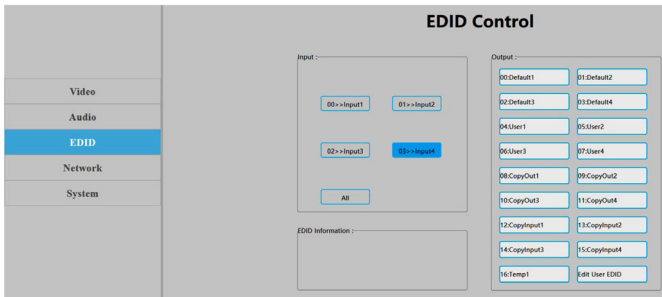 EDID Control
Video
Audio
EDID
Network
System
Input :
00>>Input1 01>>Input2
02>>Input3 03>>Input4
All
EDID Information :
Output :
00:Default1 01:Default2
02:Default3 03:Default4
04:User1 05:User2
06:User3 07:User4
08:CopyOut1 09:CopyOut2
10:CopyOut3 11:CopyOut4
12:CopyInput1 13:CopyInput2
14:CopyInput3 15:CopyInput4
16:Temp1 Edit User EDID